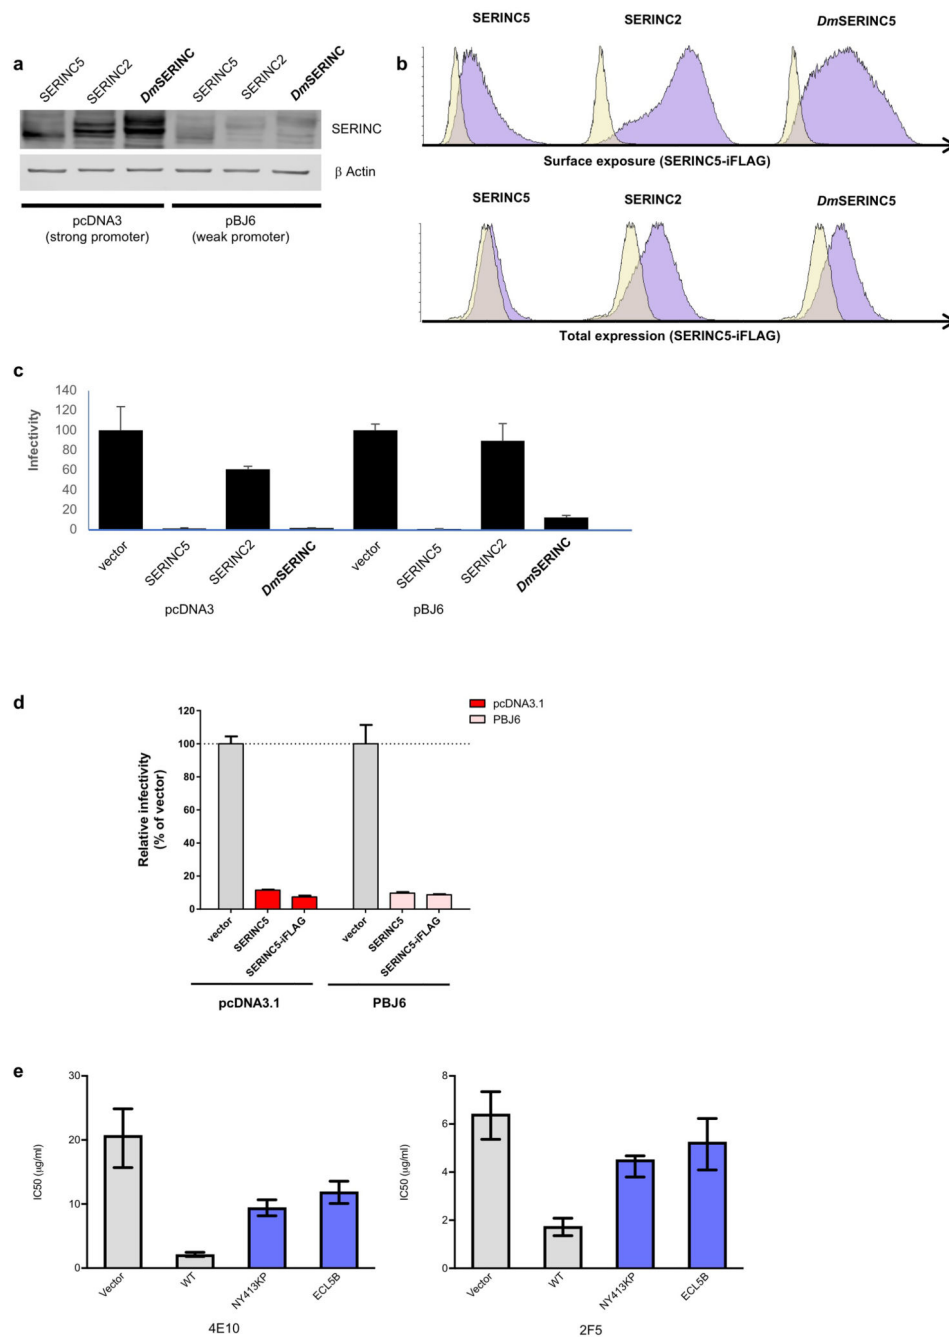 a
SERINC5
SERINC2
DmSERINC
SERINC5
SERINC2
DmSERINC
SERINC
β Actin
pcDNA3
(strong promoter)
pBJ6
(weak promoter)
b
SERINC5
SERINC2
DmSERINC5
Surface exposure (SERINC5-iFLAG)
SERINC5
SERINC2
DmSERINC5
Total expression (SERINC5-iFLAG)
c
Infectivity
140
120
100
80
60
40
20
0
vector
SERINC5
SERINC2
DmSERINC
vector
SERINC5
SERINC2
DmSERINC
pcDNA3
pBJ6
d
pcDNA3.1
PBJ6
Relative infectivity
(% of vector)
120
100
80
60
40
20
0
vector
SERINC5
SERINC5-iFLAG
vector
SERINC5
SERINC5-iFLAG
pcDNA3.1
PBJ6
e
IC50 (µg/ml)
30
20
10
0
Vector
WT
NY413KP
ECL5B
4E10
IC50 (µg/ml)
8
6
4
2
0
Vector
WT
NY413KP
ECL5B
2F5